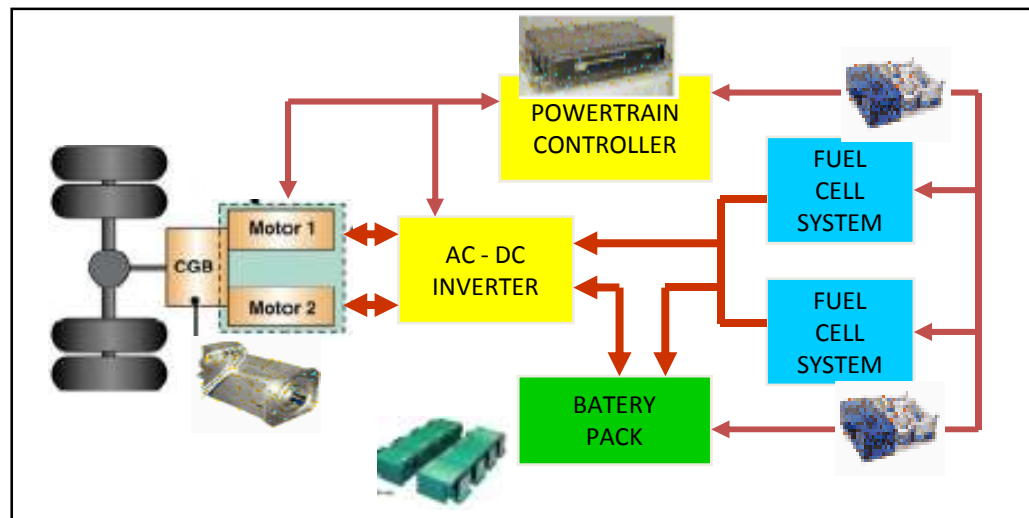 POWERTRAIN
CONTROLLER
FUEL
CELL
SYSTEM
Motor 1
CGB
AC - DC
INVERTER
Motor 2
FUEL
CELL
SYSTEM
BATERY
PACK